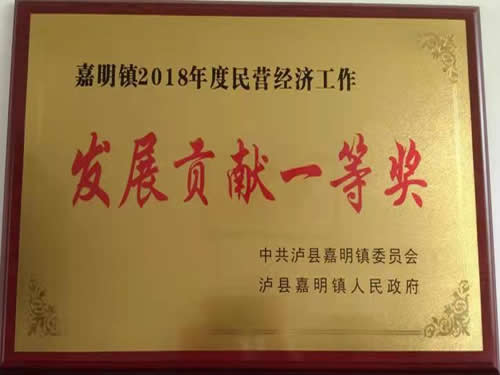 嘉明镇2018年度民营经济工作
发展贡献一等奖
中共泸县嘉明镇委员会
泸县嘉明镇人民政府